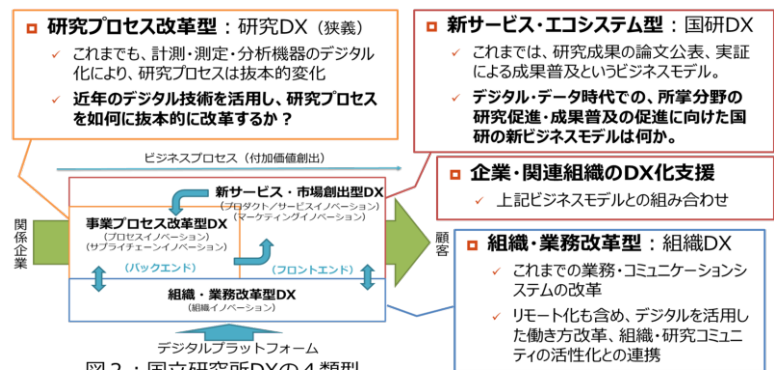 研究プロセス改革型：研究DX（狭義）
これまでも、計測・測定・分析機器のデジタル
化により、研究プロセスは抜本的変化
近年のデジタル技術を活用し、研究プロセス
を如何に抜本的に改革するか？
新サービス・エコシステム型：国研DX
これまでは、研究成果の論文公表、実証
による成果普及というビジネスモデル。
デジタル・データ時代での、所掌分野の
研究促進・成果普及の促進に向けた国
研の新ビジネスモデルは何か。
ビジネスプロセス（付加価値創出）
企業・関連組織のDX化支援
上記ビジネスモデルとの組み合わせ
関係企業
新サービス・市場創出型DX
（プロダクト／サービスイノベーション）
（マーケティングイノベーション）
事業プロセス改革型DX
（プロセスイノベーション）
（サプライチェーンイノベーション）
（バックエンド）
（フロントエンド）
顧客
組織・業務改革型DX
（組織イノベーション）
デジタルプラットフォーム
組織・業務改革型：組織DX
これまでの業務・コミュニケーションシ
ステムの改革
リモート化も含め、デジタルを活用し
た働き方改革、組織・研究コミュニ
ティの活性化との連携
図２：国立研究所DXの４類型